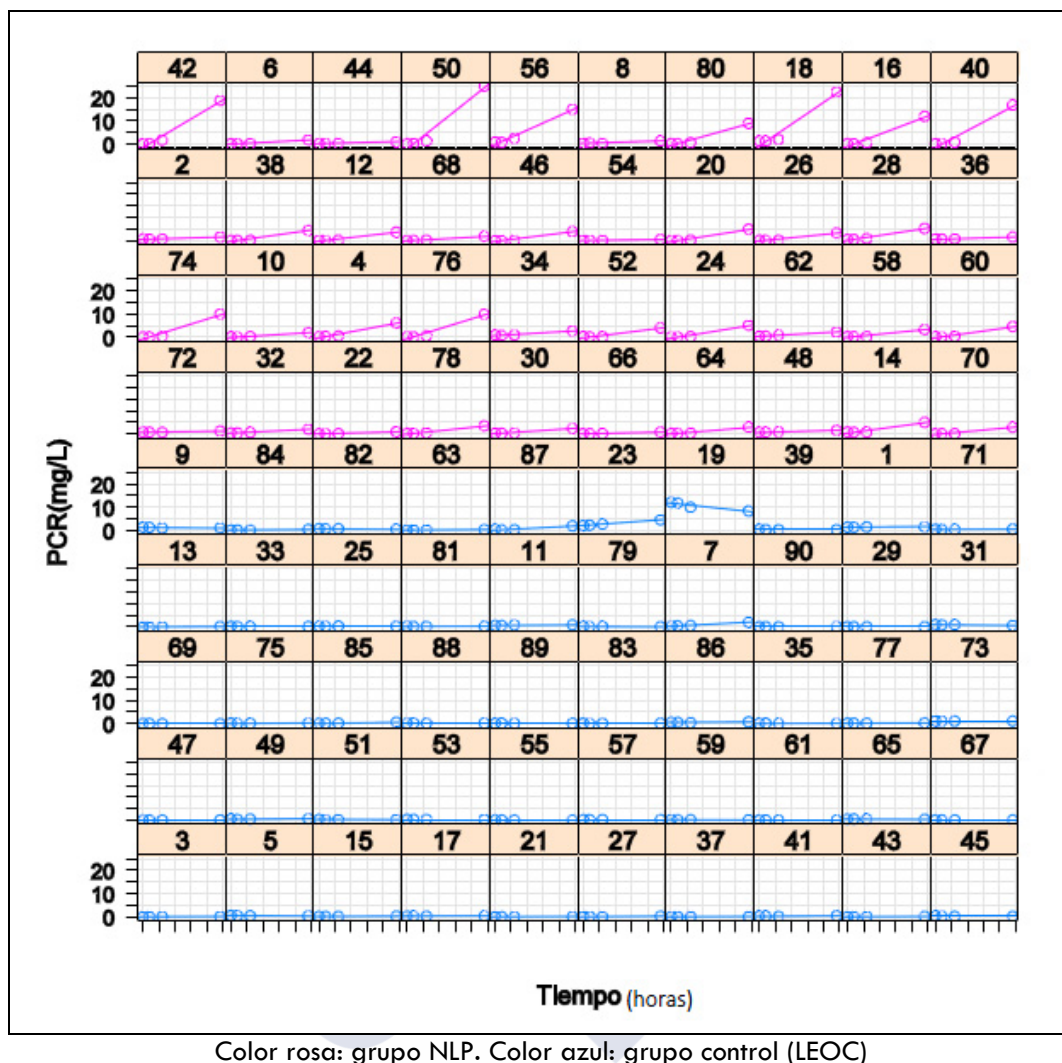 42 6 44 50 56 8 80 18 16 40
20
10
0
2 38 12 68 46 54 20 26 28 36
74 10 4 76 34 52 24 62 58 60
20
10
0
72 32 22 78 30 66 64 48 14 70
9 84 82 63 87 23 19 39 1 71
20
10
0
13 33 25 81 11 79 7 90 29 31
69 75 85 88 89 83 86 35 77 73
20
10
0
47 49 51 53 55 57 59 61 65 67
3 5 15 17 21 27 37 41 43 45
20
10
0
PCR(mg/L)
Tiempo (horas)
Color rosa: grupo NLP. Color azul: grupo control (LEOC)